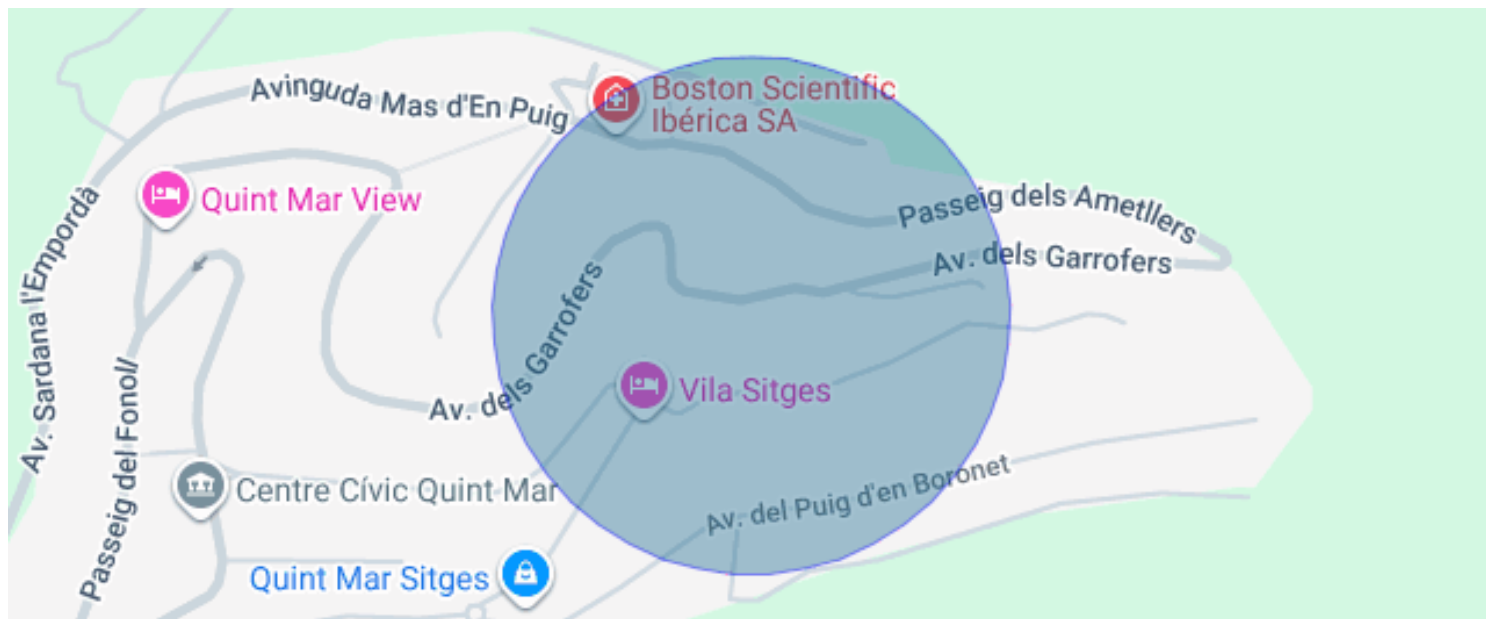 Boston Scientific
Ibérica SA
Avinguda Mas d'En Puig
Quint Mar View
Passeig dels Ametllers
Av. dels Garrofers
Av. Sardana l'Empordà
Av. dels Garrofers
Vila Sitges
Passeig del Fonoll
Centre Cívic Quint Mar
Av. del Puig d'en Boronet
Quint Mar Sitges